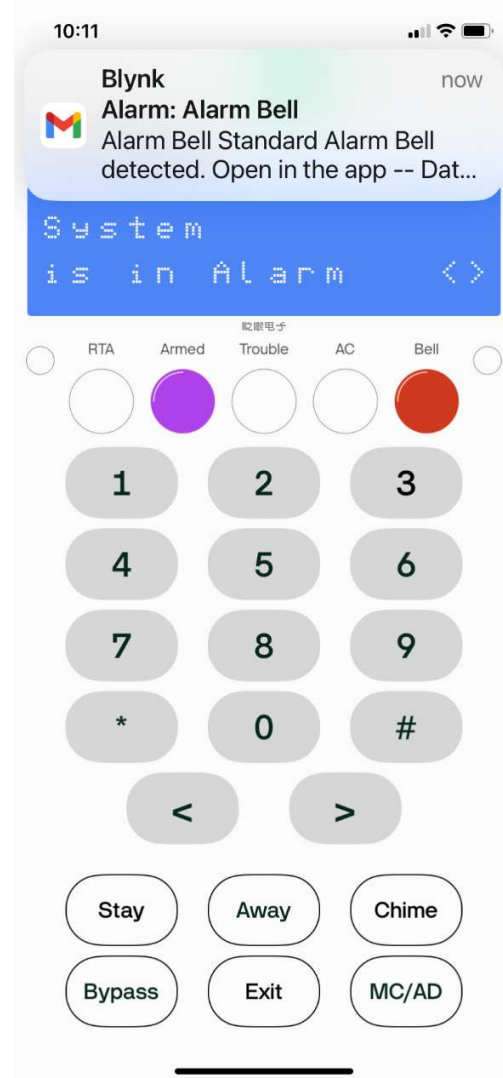 10:11
Blynk
now
Alarm: Alarm Bell
Alarm Bell Standard Alarm Bell
detected. Open in the app -- Dat...
System
is in Alarm <>
眨眼电子
RTA Armed Trouble AC Bell
1 2 3
4 5 6
7 8 9
* 0 #
< >
Stay Away Chime
Bypass Exit MC/AD